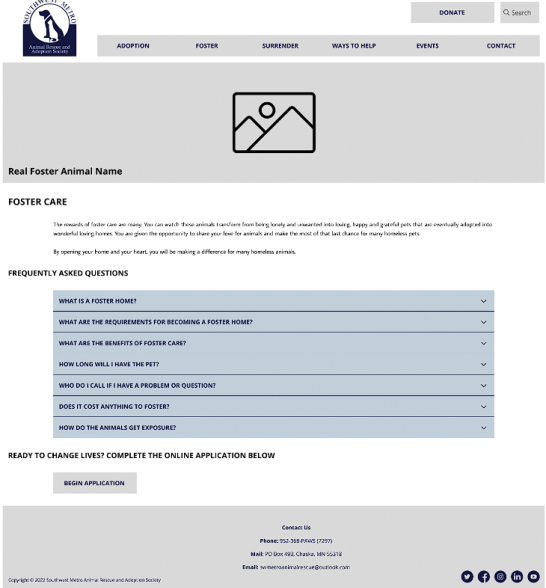 SOUTHWEST METRO
Animal Rescue and
Adoption Society
DONATE
Search
ADOPTION FOSTER SURRENDER WAYS TO HELP EVENTS CONTACT
Real Foster Animal Name
FOSTER CARE
The rewards of foster care are many. You can watch these animals transform from being lonely and unwanted into loving, happy and grateful pets that are eventually adopted into
wonderful loving homes. You are given the opportunity to share your love for animals and make the most of that last chance for many homeless pets.
By opening your home and your heart, you will be making a difference for many homeless animals.
FREQUENTLY ASKED QUESTIONS
WHAT IS A FOSTER HOME?
WHAT ARE THE REQUIREMENTS FOR BECOMING A FOSTER HOME?
WHAT ARE THE BENEFITS OF FOSTER CARE?
HOW LONG WILL I HAVE THE PET?
WHO DO I CALL IF I HAVE A PROBLEM OR QUESTION?
DOES IT COST ANYTHING TO FOSTER?
HOW DO THE ANIMALS GET EXPOSURE?
READY TO CHANGE LIVES? COMPLETE THE ONLINE APPLICATION BELOW
BEGIN APPLICATION
Contact Us
Phone: 952-368-PAWS (7297)
Mail: PO Box 493, Chaska, MN 55318
Email: swmetroanimalrescue@outlook.com
Copyright © 2022 Southwest Metro Animal Rescue and Adoption Society